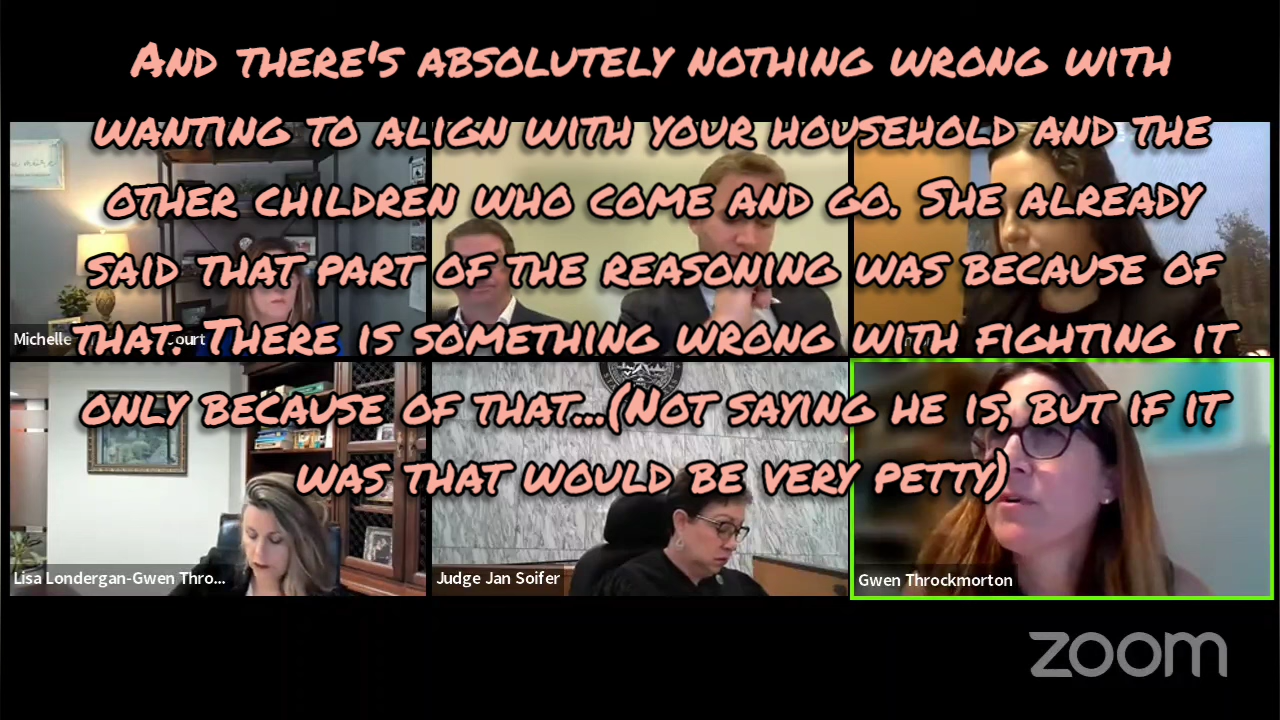 And there's absolutely nothing wrong with
wanting to align with your household and the
other children who come and go. She already
said that part of the reasoning was because of
that. There is something wrong with fighting it
only because of that...(Not saying he is, but if it
was that would be very petty)
Michelle
ourt
Lisa Londergan-Gwen Thro...
Judge Jan Soifer
Gwen Throckmorton
zoom